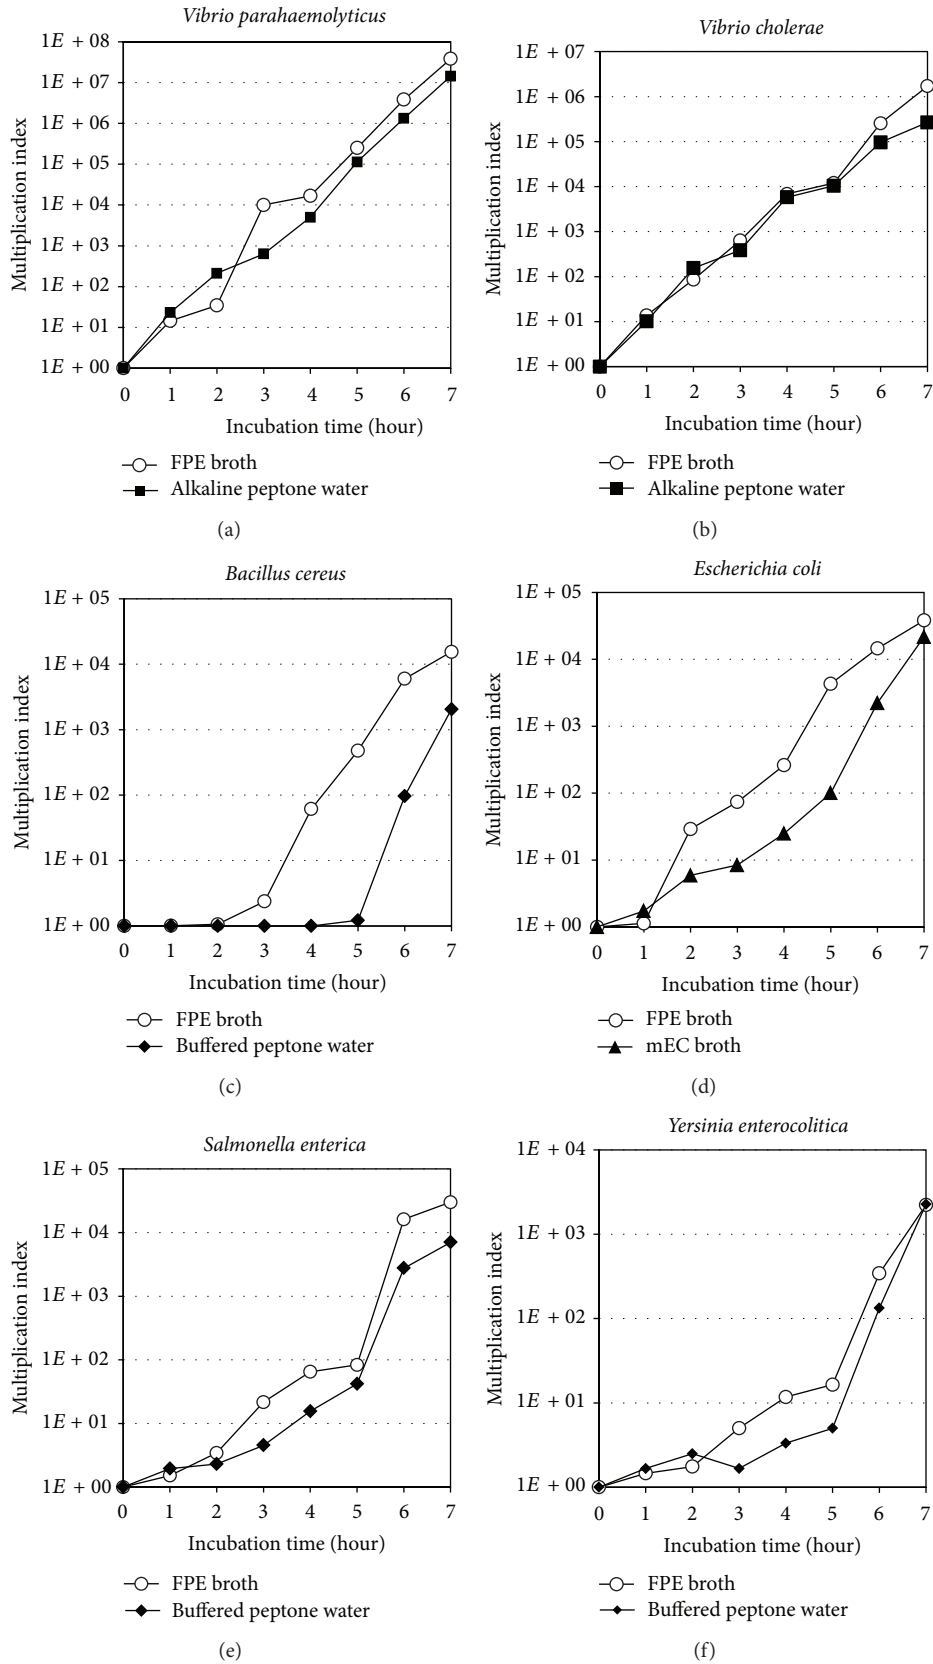 Vibrio parahaemolyticus
1E + 08
1E + 07
1E + 06
1E + 05
1E + 04
1E + 03
1E + 02
1E + 01
1E + 00
Multiplication index
0 1 2 3 4 5 6 7
Incubation time (hour)
FPE broth
Alkaline peptone water
(a)
Vibrio cholerae
1E + 07
1E + 06
1E + 05
1E + 04
1E + 03
1E + 02
1E + 01
1E + 00
Multiplication index
0 1 2 3 4 5 6 7
Incubation time (hour)
FPE broth
Alkaline peptone water
(b)
Bacillus cereus
1E + 05
1E + 04
1E + 03
1E + 02
1E + 01
1E + 00
Multiplication index
0 1 2 3 4 5 6 7
Incubation time (hour)
FPE broth
Buffered peptone water
(c)
Escherichia coli
1E + 05
1E + 04
1E + 03
1E + 02
1E + 01
1E + 00
Multiplication index
0 1 2 3 4 5 6 7
Incubation time (hour)
FPE broth
mEC broth
(d)
Salmonella enterica
1E + 05
1E + 04
1E + 03
1E + 02
1E + 01
1E + 00
Multiplication index
0 1 2 3 4 5 6 7
Incubation time (hour)
FPE broth
Buffered peptone water
(e)
Yersinia enterocolitica
1E + 04
1E + 03
1E + 02
1E + 01
1E + 00
Multiplication index
0 1 2 3 4 5 6 7
Incubation time (hour)
FPE broth
Buffered peptone water
(f)